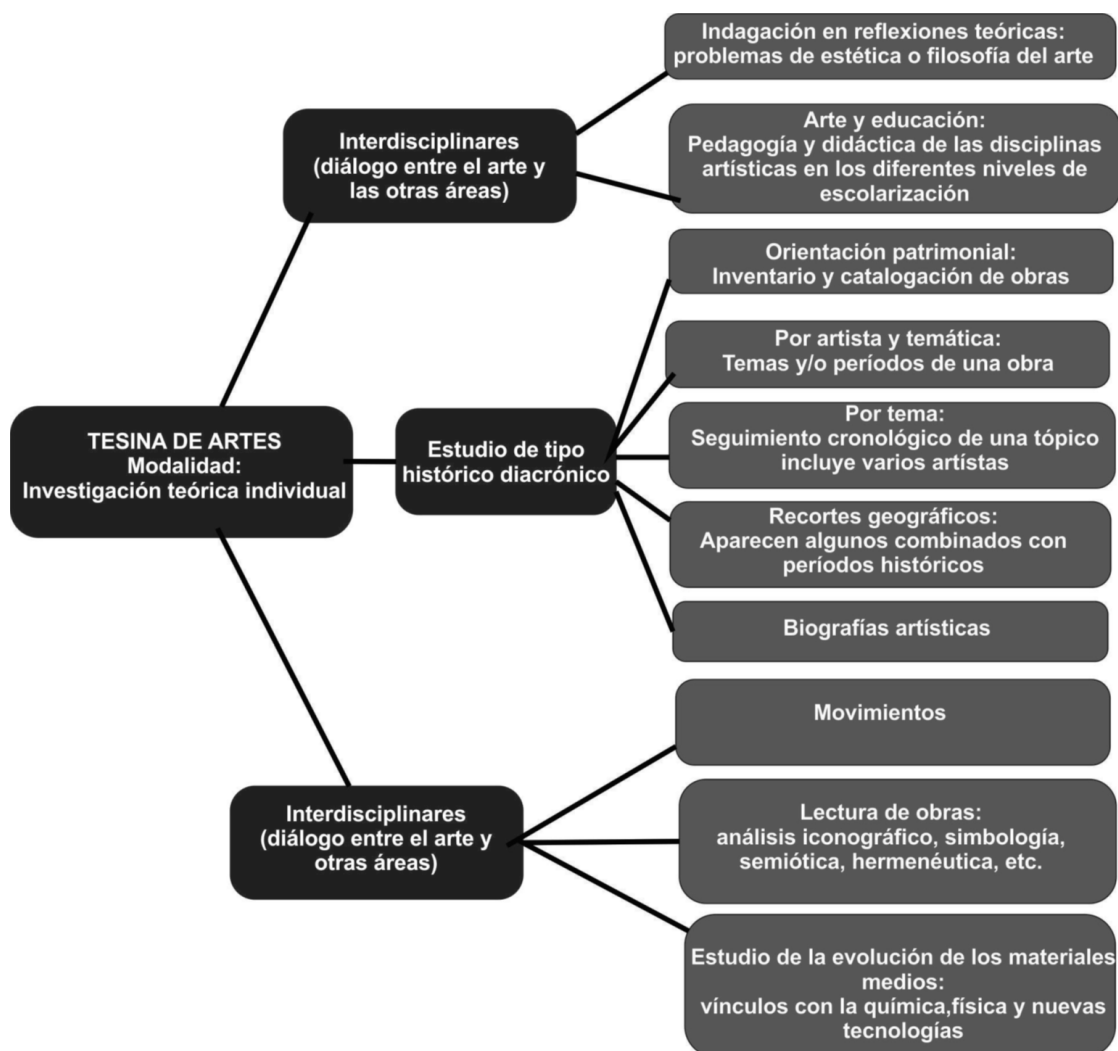 Indagación en reflexiones teóricas:
problemas de estética o filosofía del arte
Interdisciplinares
(diálogo entre el arte y
las otras áreas)
Arte y educación:
Pedagogía y didáctica de las disciplinas
artísticas en los diferentes niveles de
escolarización
TESINA DE ARTES
Modalidad:
Investigación teórica individual
Estudio de tipo
histórico diacrónico
Orientación patrimonial:
Inventario y catalogación de obras
Por artista y temática:
Temas y/o períodos de una obra
Por tema:
Seguimiento cronológico de una tópico
incluye varios artístas
Recortes geográficos:
Aparecen algunos combinados con
períodos históricos
Biografías artísticas
Interdisciplinares
(diálogo entre el arte y
otras áreas)
Movimientos
Lectura de obras:
análisis iconográfico, simbología,
semiótica, hermenéutica, etc.
Estudio de la evolución de los materiales
medios:
vínculos con la química,física y nuevas
tecnologías